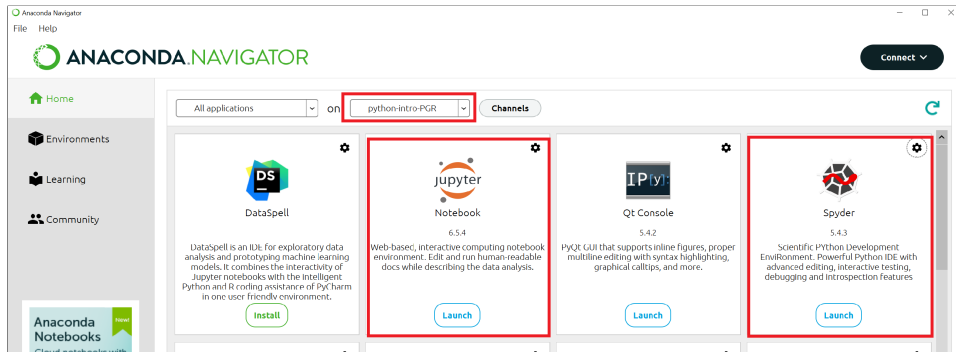 Anaconda Navigator
File Help
ANACONDA.NAVIGATOR
Connect
Home
Environments
Learning
Community
Anaconda
Notebooks
New!
Cloud notebooks with
All applications on python-intro-PGR Channels
DS
DataSpell
DataSpell is an IDE for exploratory data
analysis and prototyping machine learning
models. It combines the interactivity of
Jupyter notebooks with the intelligent
Python and R coding assistance of PyCharm
in one user friendly environment.
Install
jupyter
Notebook
6.5.4
Web-based, interactive computing notebook
environment. Edit and run human-readable
docs while describing the data analysis.
Launch
IP[y]:
Qt Console
5.4.2
PyQt GUI that supports inline figures, proper
multiline editing with syntax highlighting,
graphical calltips, and more.
Launch
Spyder
5.4.3
Scientific PYthon Development
EnviRonment. Powerful Python IDE with
advanced editing, interactive testing,
debugging and introspection features
Launch